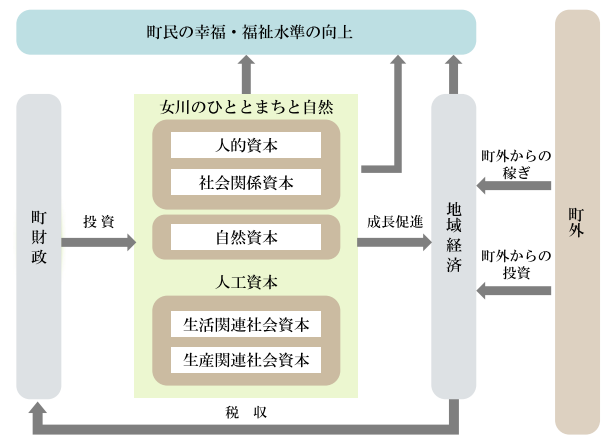 町民の幸福・福祉水準の向上
女川のひととまちと自然
人的資本
社会関係資本
自然資本
人工資本
生活関連社会資本
生産関連社会資本
町財政
投資
成長促進
地域経済
町外からの
稼ぎ
町外からの
投資
町外
税 収